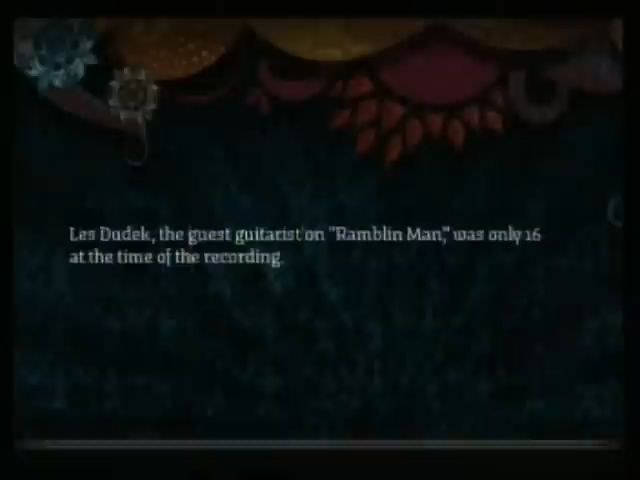 Les Dudek, the guest guitarist on "Ramblin Man," was only 16
at the time of the recording.